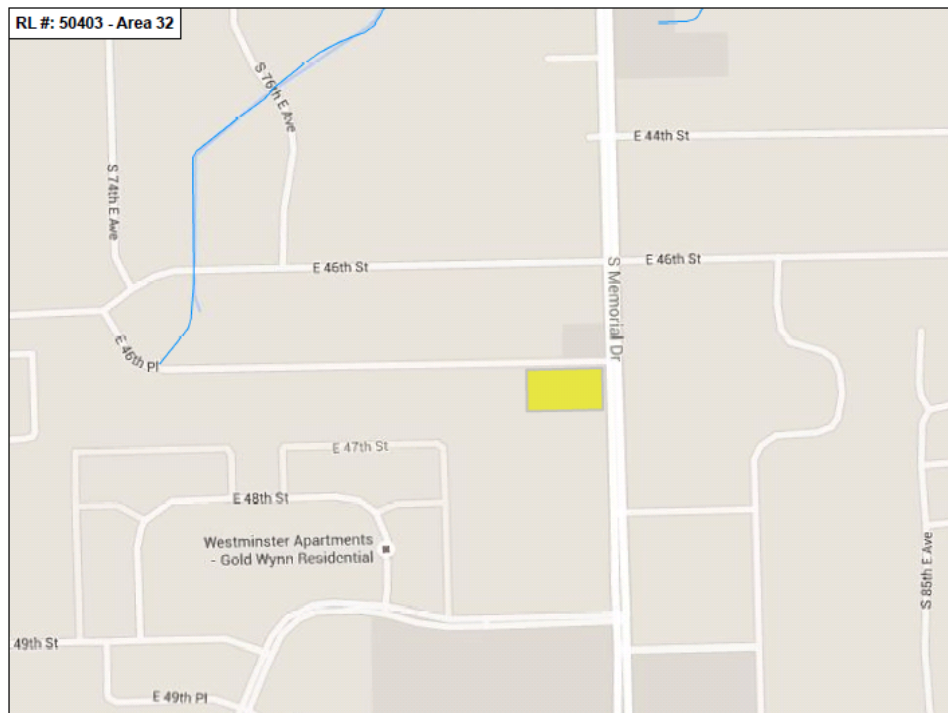 RL #: 50403 - Area 32
S 76th E Ave
E 44th St
S 74th E Ave
E 46th St
E 46th St
S Memorial Dr
E 46th Pl
E 47th St
E 48th St
Westminster Apartments
- Gold Wynn Residential
S 85th E Ave
49th St
E 49th Pl